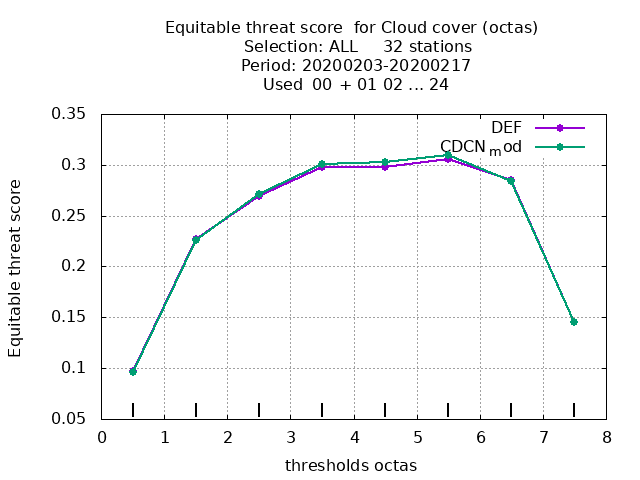 Equitable threat score  for Cloud cover (octas)
Selection: ALL     32 stations
Period: 20200203-20200217
Used  00 + 01 02 ... 24
DEF
CDCN_mod
0.35
0.3
0.25
0.2
0.15
0.1
0.05
Equitable threat score
0 1 2 3 4 5 6 7 8
thresholds octas